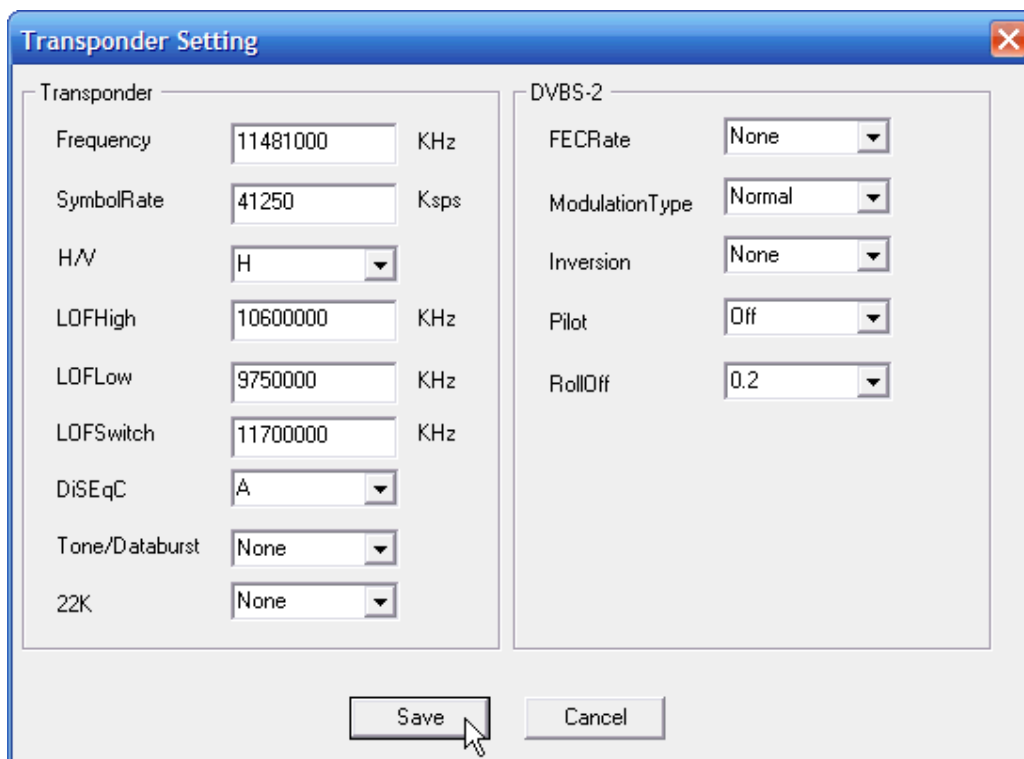 Transponder Setting
Transponder
Frequency 11481000 KHz
SymbolRate 41250 Ksps
H/V H
LOFHigh 10600000 KHz
LOFLow 9750000 KHz
LOFSwitch 11700000 KHz
DiSEqC A
Tone/Databurst None
22K None
DVBS-2
FECRate None
ModulationType Normal
Inversion None
Pilot Off
RollOff 0.2
Save Cancel